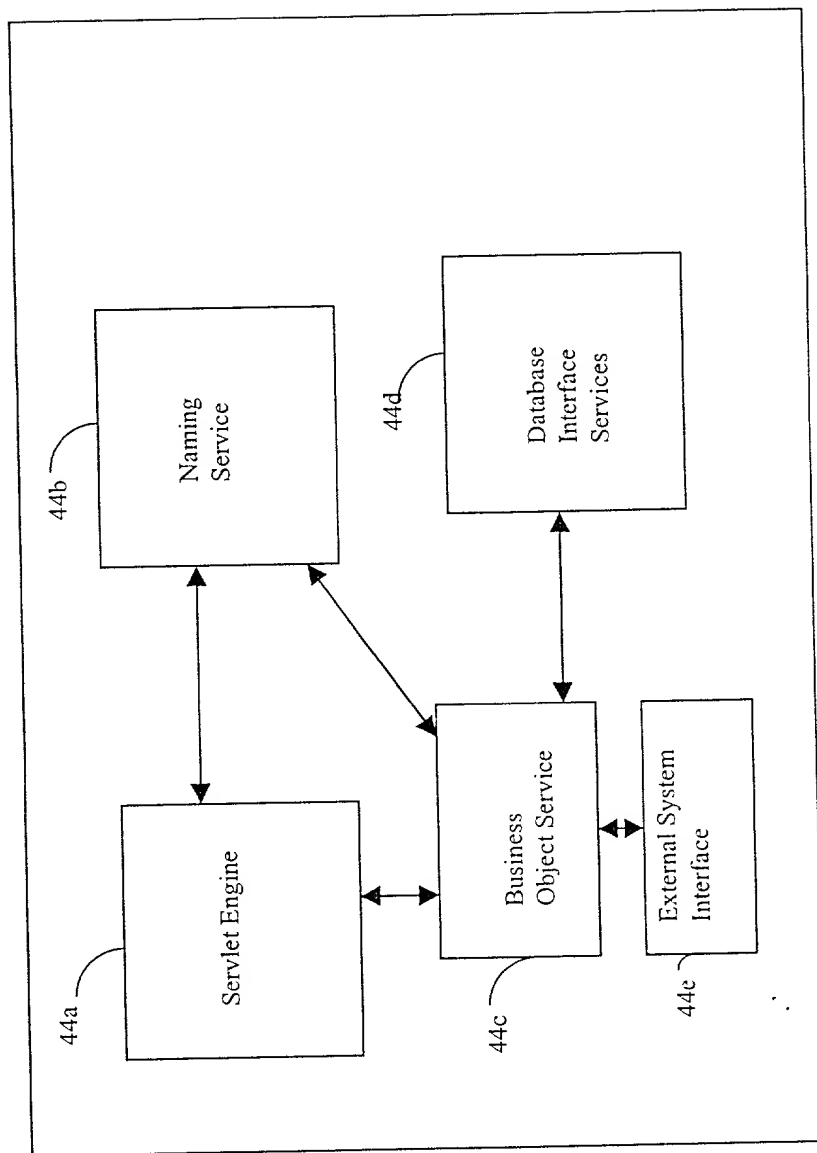 44a
Servlet Engine
44b
Naming
Service
44c
Business
Object Service
44d
Database
Interface
Services
44e
External System
Interface